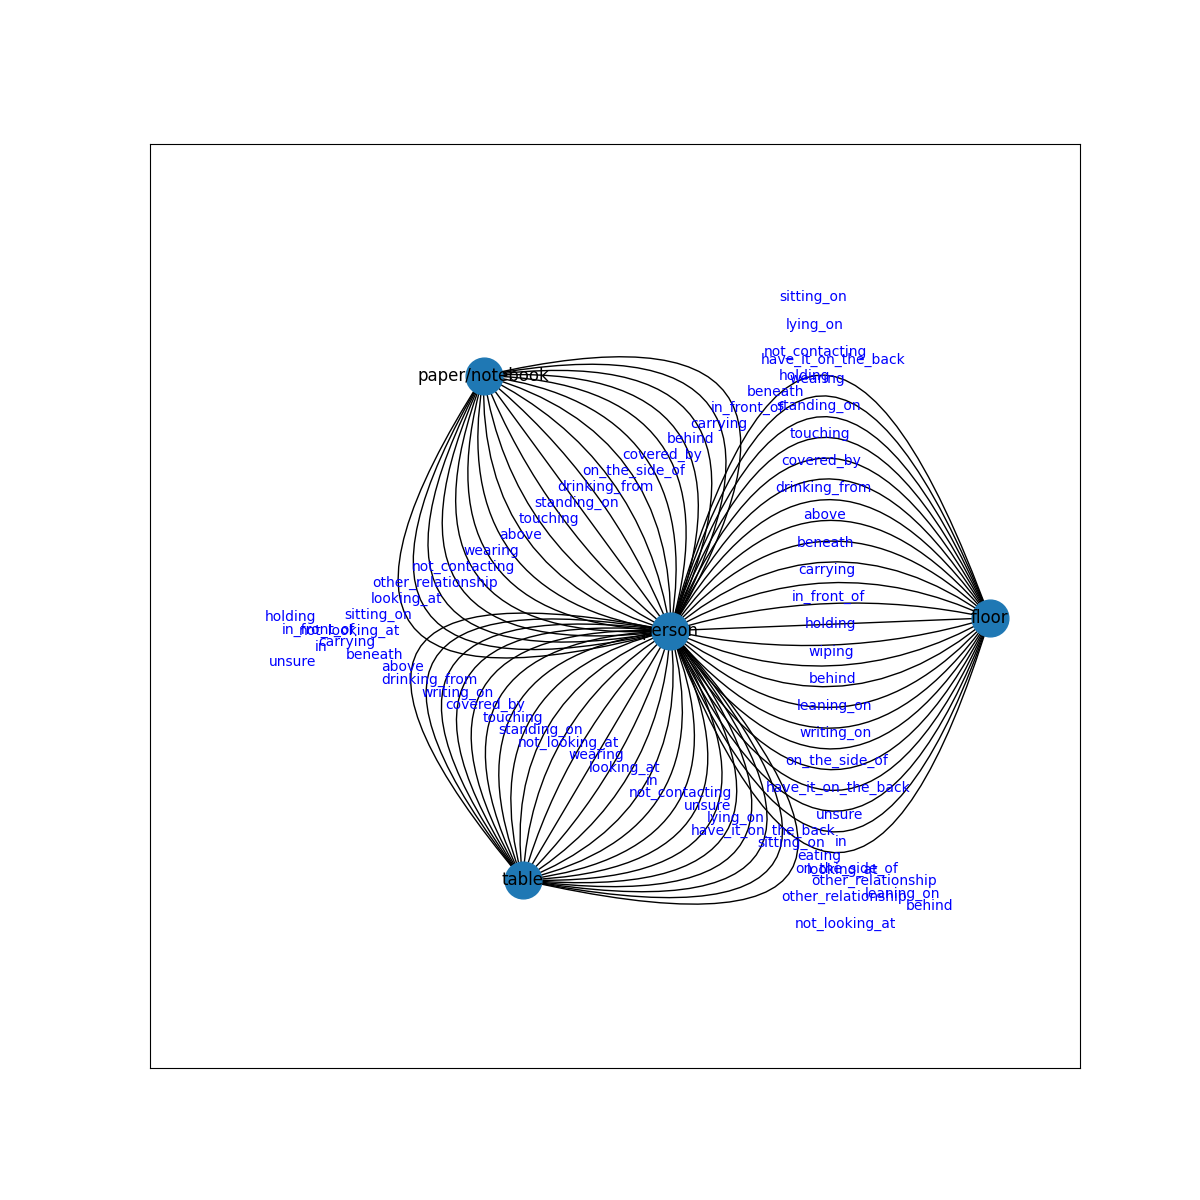 sitting_on
lying_on
not_contacting
have_it_on_the_back
holding
wearing
paper/notebook
beneath
in_front_of
standing_on
carrying
touching
behind
covered_by
covered_by
on_the_side_of
drinking_from
drinking_from
standing_on
above
touching
above
beneath
wearing
not_contacting
carrying
other_relationship
looking_at
in_front_of
sitting_on
holding
floor
holding
in_front_of
not_looking_at
person
carrying
in
beneath
wiping
unsure
above
drinking_from
behind
writing_on
covered_by
leaning_on
touching
standing_on
writing_on
not_looking_at
wearing
on_the_side_of
looking_at
in
have_it_on_the_back
not_contacting
unsure
lying_on
unsure
have_it_on_the_back
sitting_on
in
eating
on_the_side_of
looking_at
table
other_relationship
leaning_on
other_relationship
behind
not_looking_at